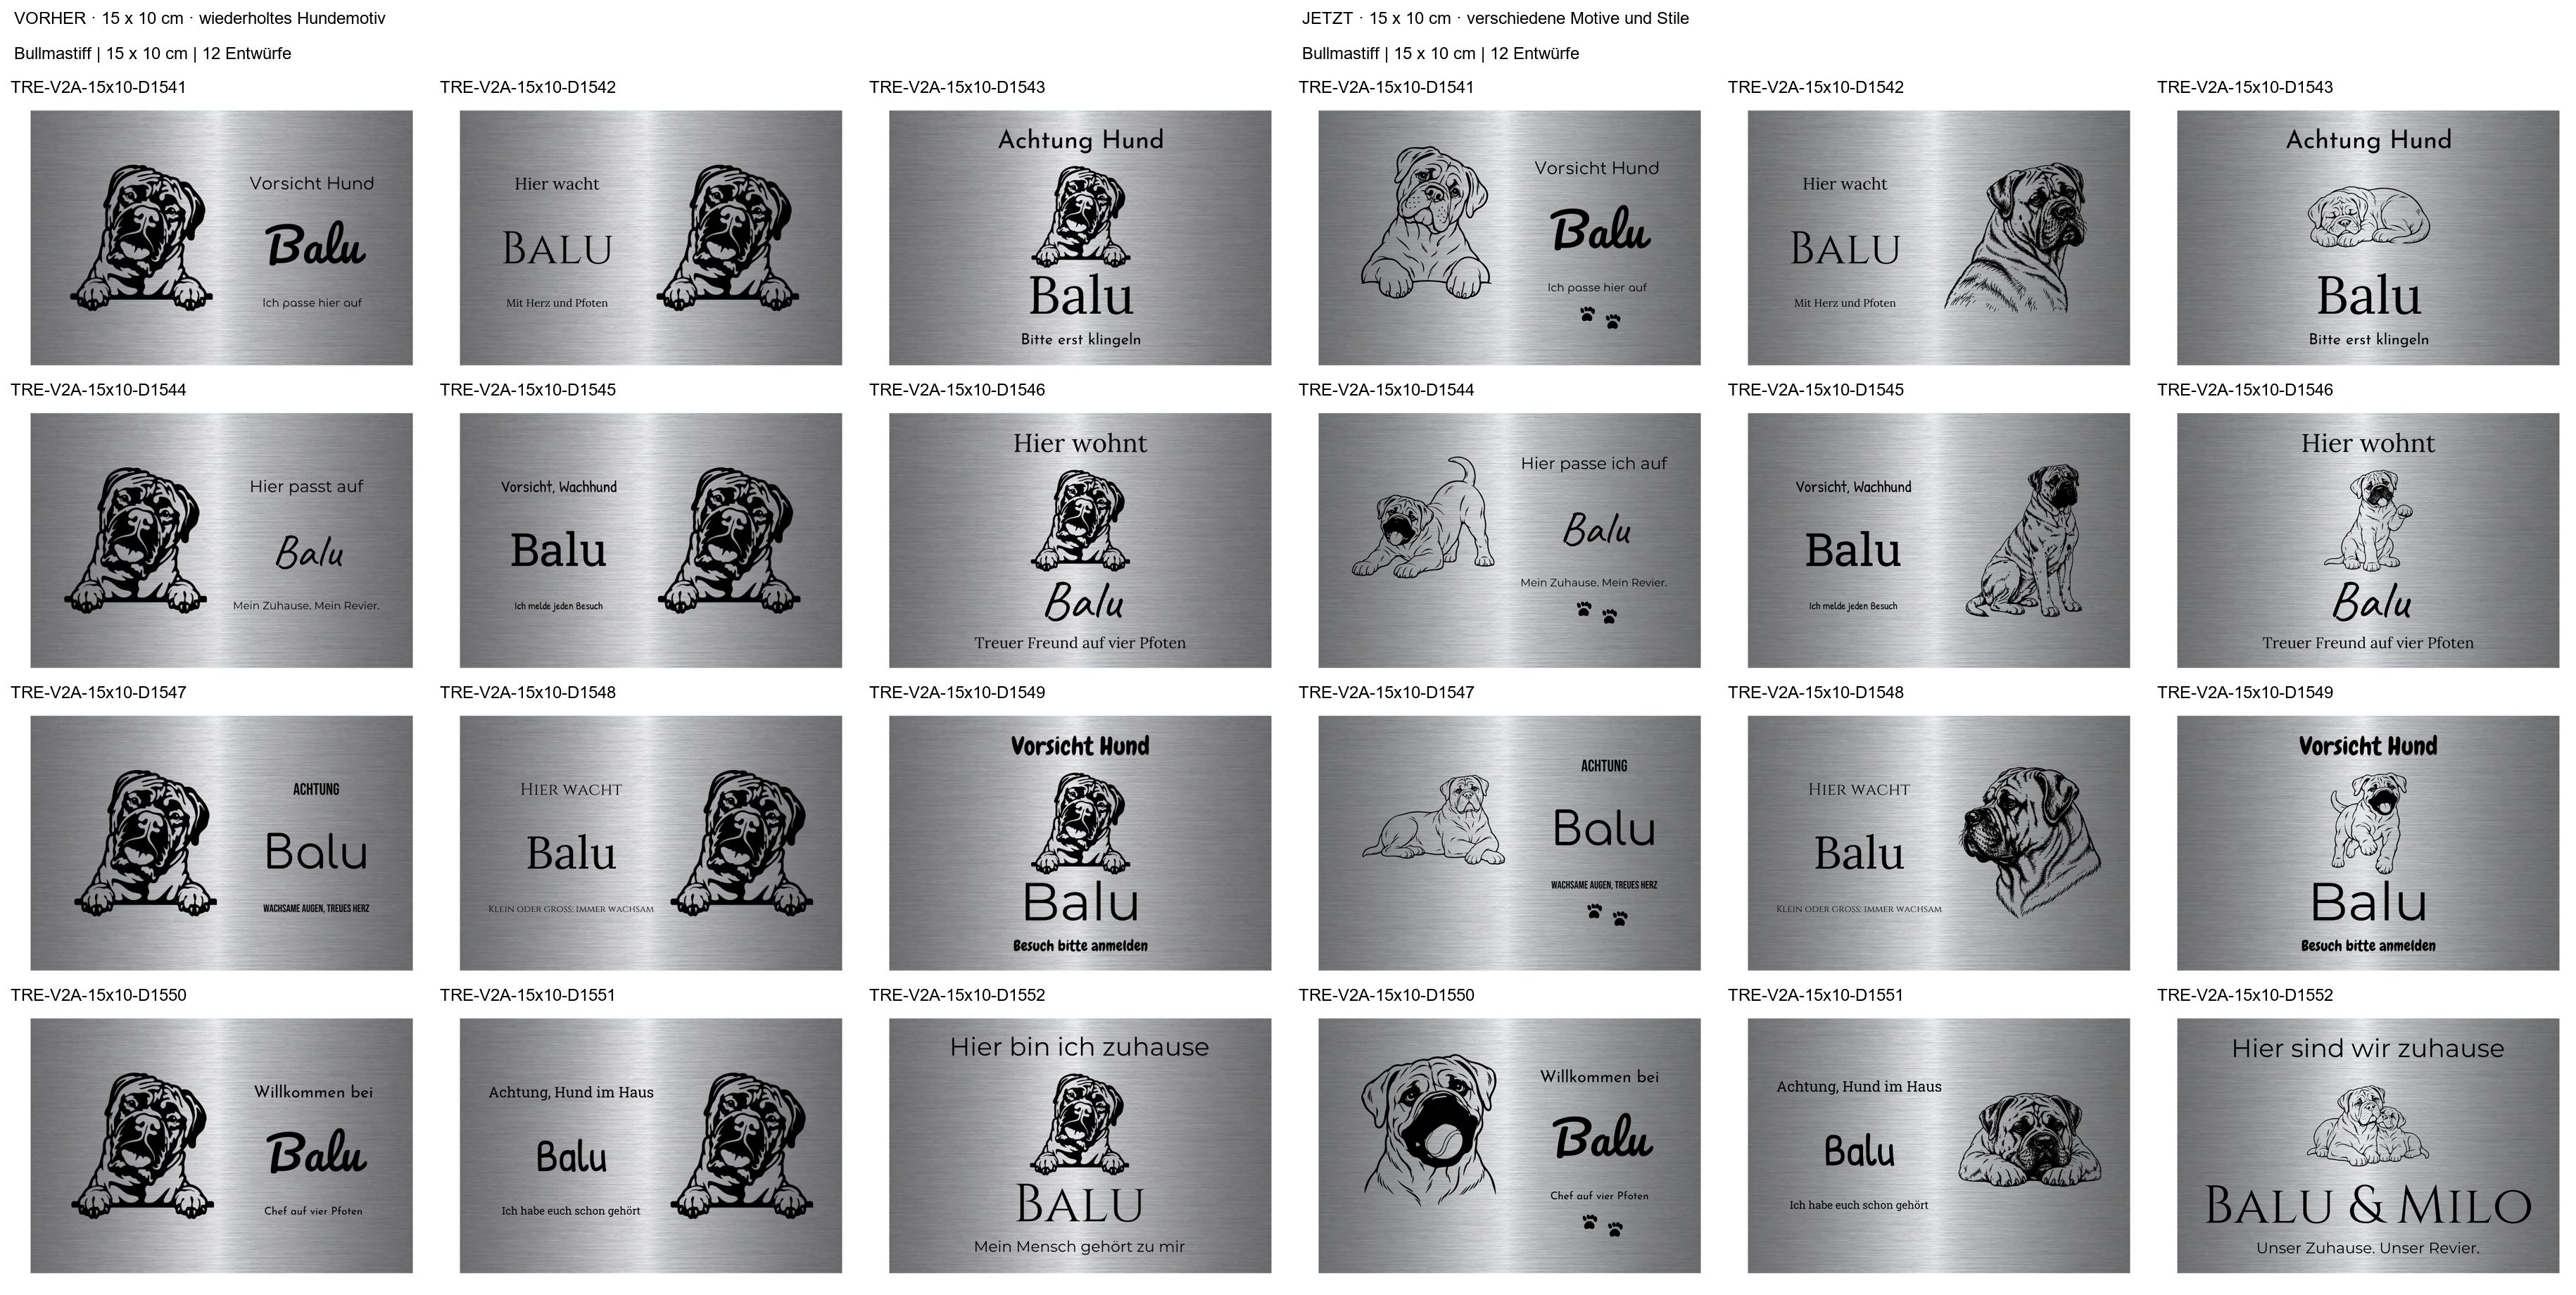 VORHER · 15 x 10 cm · wiederholtes Hundemotiv
Bullmastiff | 15 x 10 cm | 12 Entwürfe
TRE-V2A-15x10-D1541
Vorsicht Hund
Balu
Ich passe hier auf
TRE-V2A-15x10-D1542
Hier wacht
BALU
Mit Herz und Pfoten
TRE-V2A-15x10-D1543
Achtung Hund
Balu
Bitte erst klingeln
TRE-V2A-15x10-D1544
Hier passt auf
Balu
Mein Zuhause. Mein Revier.
TRE-V2A-15x10-D1545
Vorsicht, Wachhund
Balu
Ich melde jeden Besuch
TRE-V2A-15x10-D1546
Hier wohnt
Balu
Treuer Freund auf vier Pfoten
TRE-V2A-15x10-D1547
ACHTUNG
Balu
WACHSAME AUGEN, TREUES HERZ
TRE-V2A-15x10-D1548
HIER WACHT
Balu
KLEIN ODER GROSS: IMMER WACHSAM
TRE-V2A-15x10-D1549
Vorsicht Hund
Balu
Besuch bitte anmelden
TRE-V2A-15x10-D1550
Willkommen bei
Balu
Chef auf vier Pfoten
TRE-V2A-15x10-D1551
Achtung, Hund im Haus
Balu
Ich habe euch schon gehört
TRE-V2A-15x10-D1552
Hier bin ich zuhause
BALU
Mein Mensch gehört zu mir
JETZT · 15 x 10 cm · verschiedene Motive und Stile
Bullmastiff | 15 x 10 cm | 12 Entwürfe
TRE-V2A-15x10-D1541
Vorsicht Hund
Balu
Ich passe hier auf
TRE-V2A-15x10-D1542
Hier wacht
BALU
Mit Herz und Pfoten
TRE-V2A-15x10-D1543
Achtung Hund
Balu
Bitte erst klingeln
TRE-V2A-15x10-D1544
Hier passe ich auf
Balu
Mein Zuhause. Mein Revier.
TRE-V2A-15x10-D1545
Vorsicht, Wachhund
Balu
Ich melde jeden Besuch
TRE-V2A-15x10-D1546
Hier wohnt
Balu
Treuer Freund auf vier Pfoten
TRE-V2A-15x10-D1547
ACHTUNG
Balu
WACHSAME AUGEN, TREUES HERZ
TRE-V2A-15x10-D1548
HIER WACHT
Balu
KLEIN ODER GROSS: IMMER WACHSAM
TRE-V2A-15x10-D1549
Vorsicht Hund
Balu
Besuch bitte anmelden
TRE-V2A-15x10-D1550
Willkommen bei
Balu
Chef auf vier Pfoten
TRE-V2A-15x10-D1551
Achtung, Hund im Haus
Balu
Ich habe euch schon gehört
TRE-V2A-15x10-D1552
Hier sind wir zuhause
BALU & MILO
Unser Zuhause. Unser Revier.